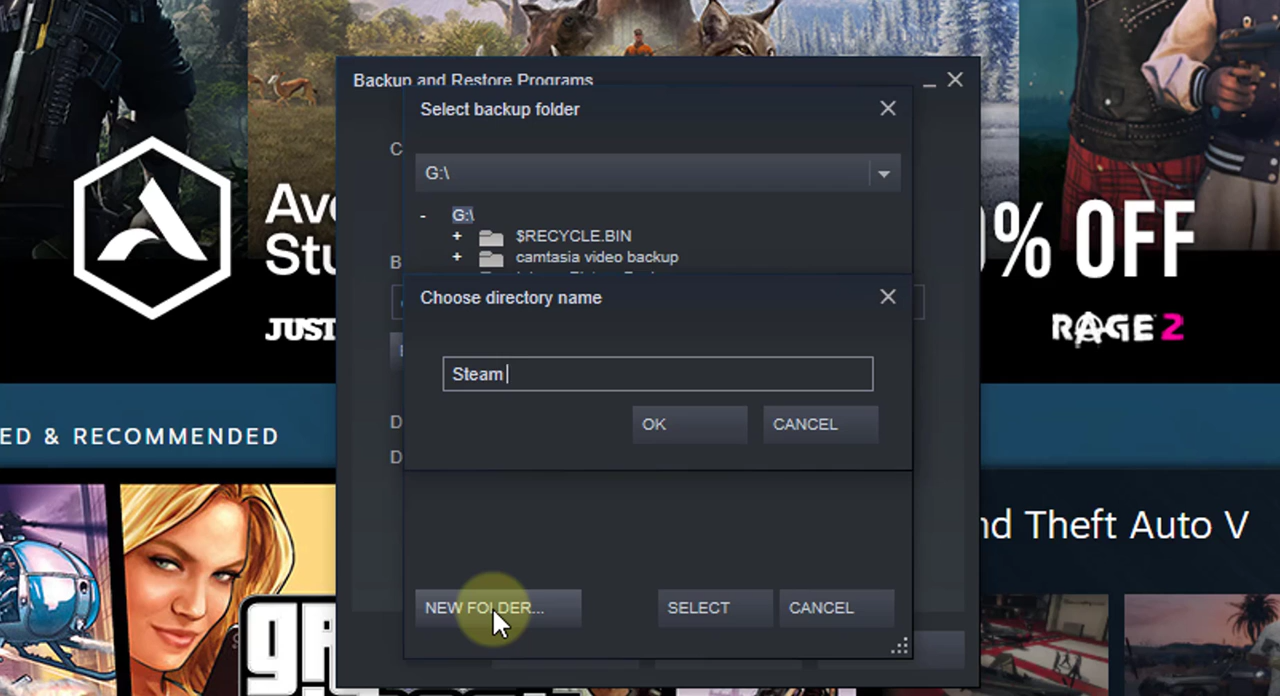 Backup and Restore Programs
Select backup folder
G:\
- G:\
+ $RECYCLE.BIN
+ camtasia video backup
Choose directory name
Steam
OK CANCEL
NEW FOLDER... SELECT CANCEL
% OFF
RAGE 2
ED & RECOMMENDED
nd Theft Auto V